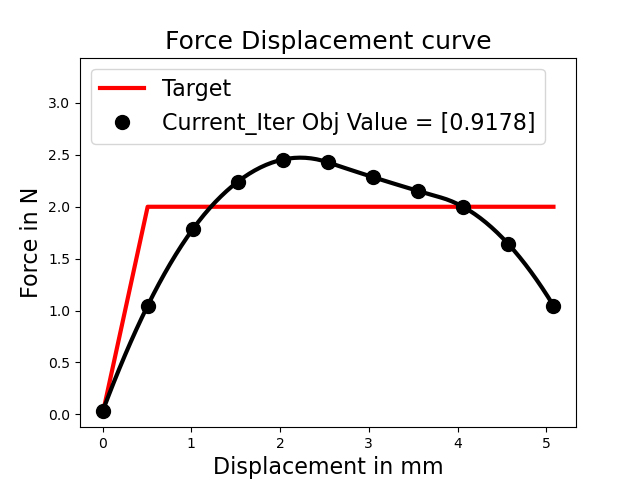 Force Displacement curve
Target
Current_Iter Obj Value = [0.9178]
Force in N
3.0
2.5
2.0
1.5
1.0
0.5
0.0
0 1 2 3 4 5
Displacement in mm